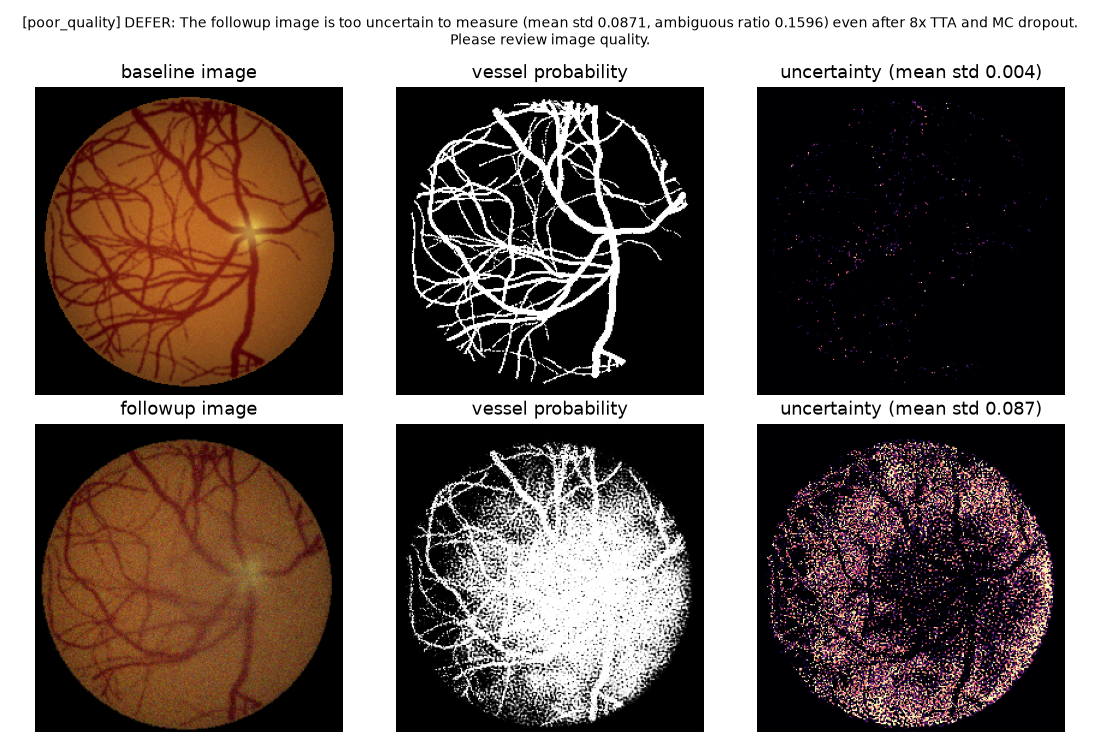 [poor_quality] DEFER: The followup image is too uncertain to measure (mean std 0.0871, ambiguous ratio 0.1596) even after 8x TTA and MC dropout.
Please review image quality.
baseline image
vessel probability
uncertainty (mean std 0.004)
followup image
vessel probability
uncertainty (mean std 0.087)